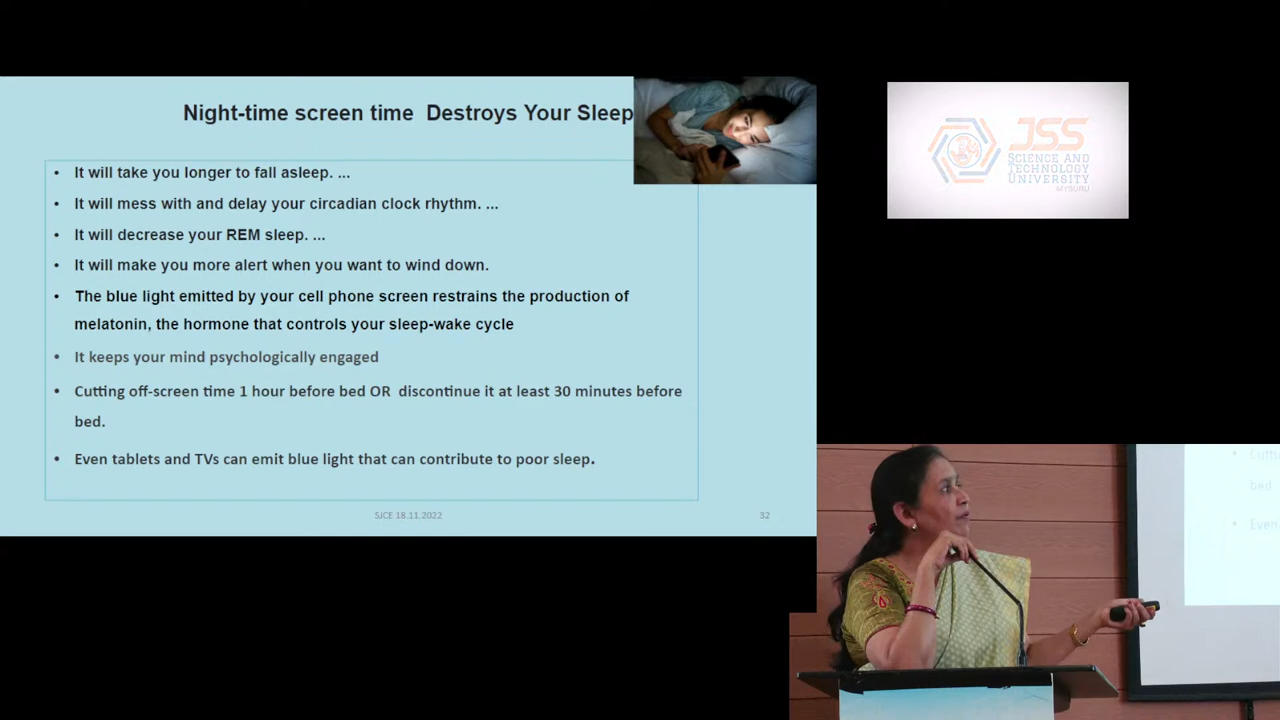 Night-time screen time Destroys Your Sleep
• It will take you longer to fall asleep. ...
• It will mess with and delay your circadian clock rhythm. ...
• It will decrease your REM sleep. ...
• It will make you more alert when you want to wind down.
• The blue light emitted by your cell phone screen restrains the production of
melatonin, the hormone that controls your sleep-wake cycle
• It keeps your mind psychologically engaged
• Cutting off-screen time 1 hour before bed OR discontinue it at least 30 minutes before
bed.
• Even tablets and TVs can emit blue light that can contribute to poor sleep.
SJCE 18.11.2022
32
JSS
SCIENCE AND
TECHNOLOGY
UNIVERSITY
MYSURU
• Cutti
bed
• Even